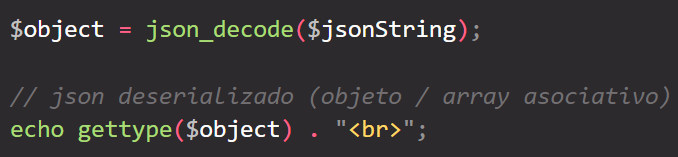 $object = json_decode($jsonString);
// json deserializado (objeto / array asociativo)
echo gettype($object) . "<br>";